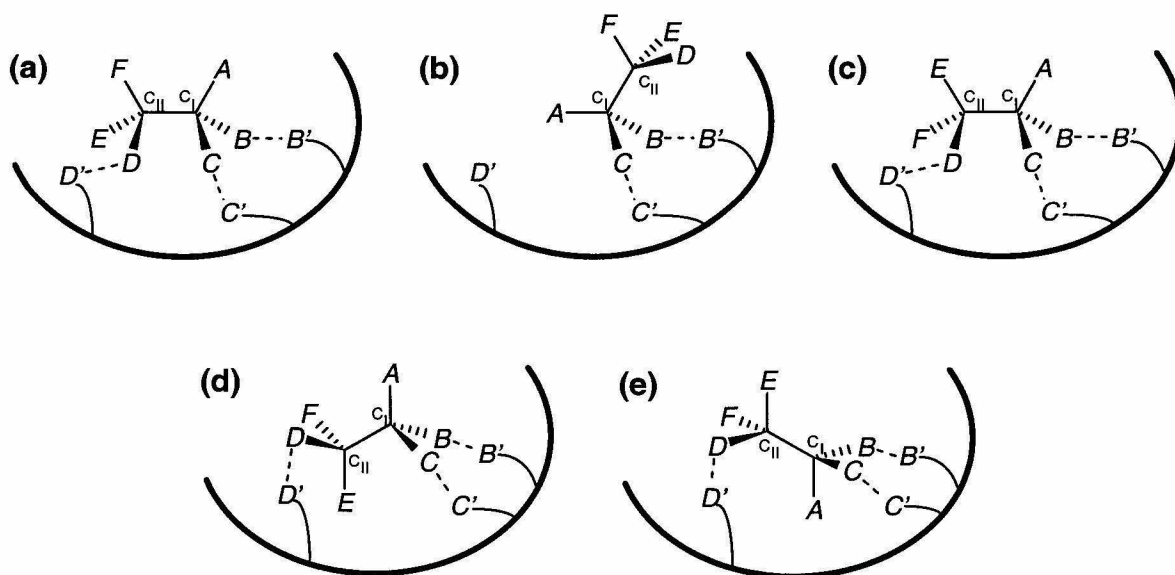 (a)
F A
C_II C_I
E B B'
D C
D'
C'
(b)
F E
D
C_II
C_I
A B B'
C
D'
C'
(c)
E A
C_II C_I
F B B'
D C
D'
C'
(d)
A
F C_I
D B B'
C_II C
D' E C'
(e)
E
F
D C_II C_I B B'
C
D' A C'